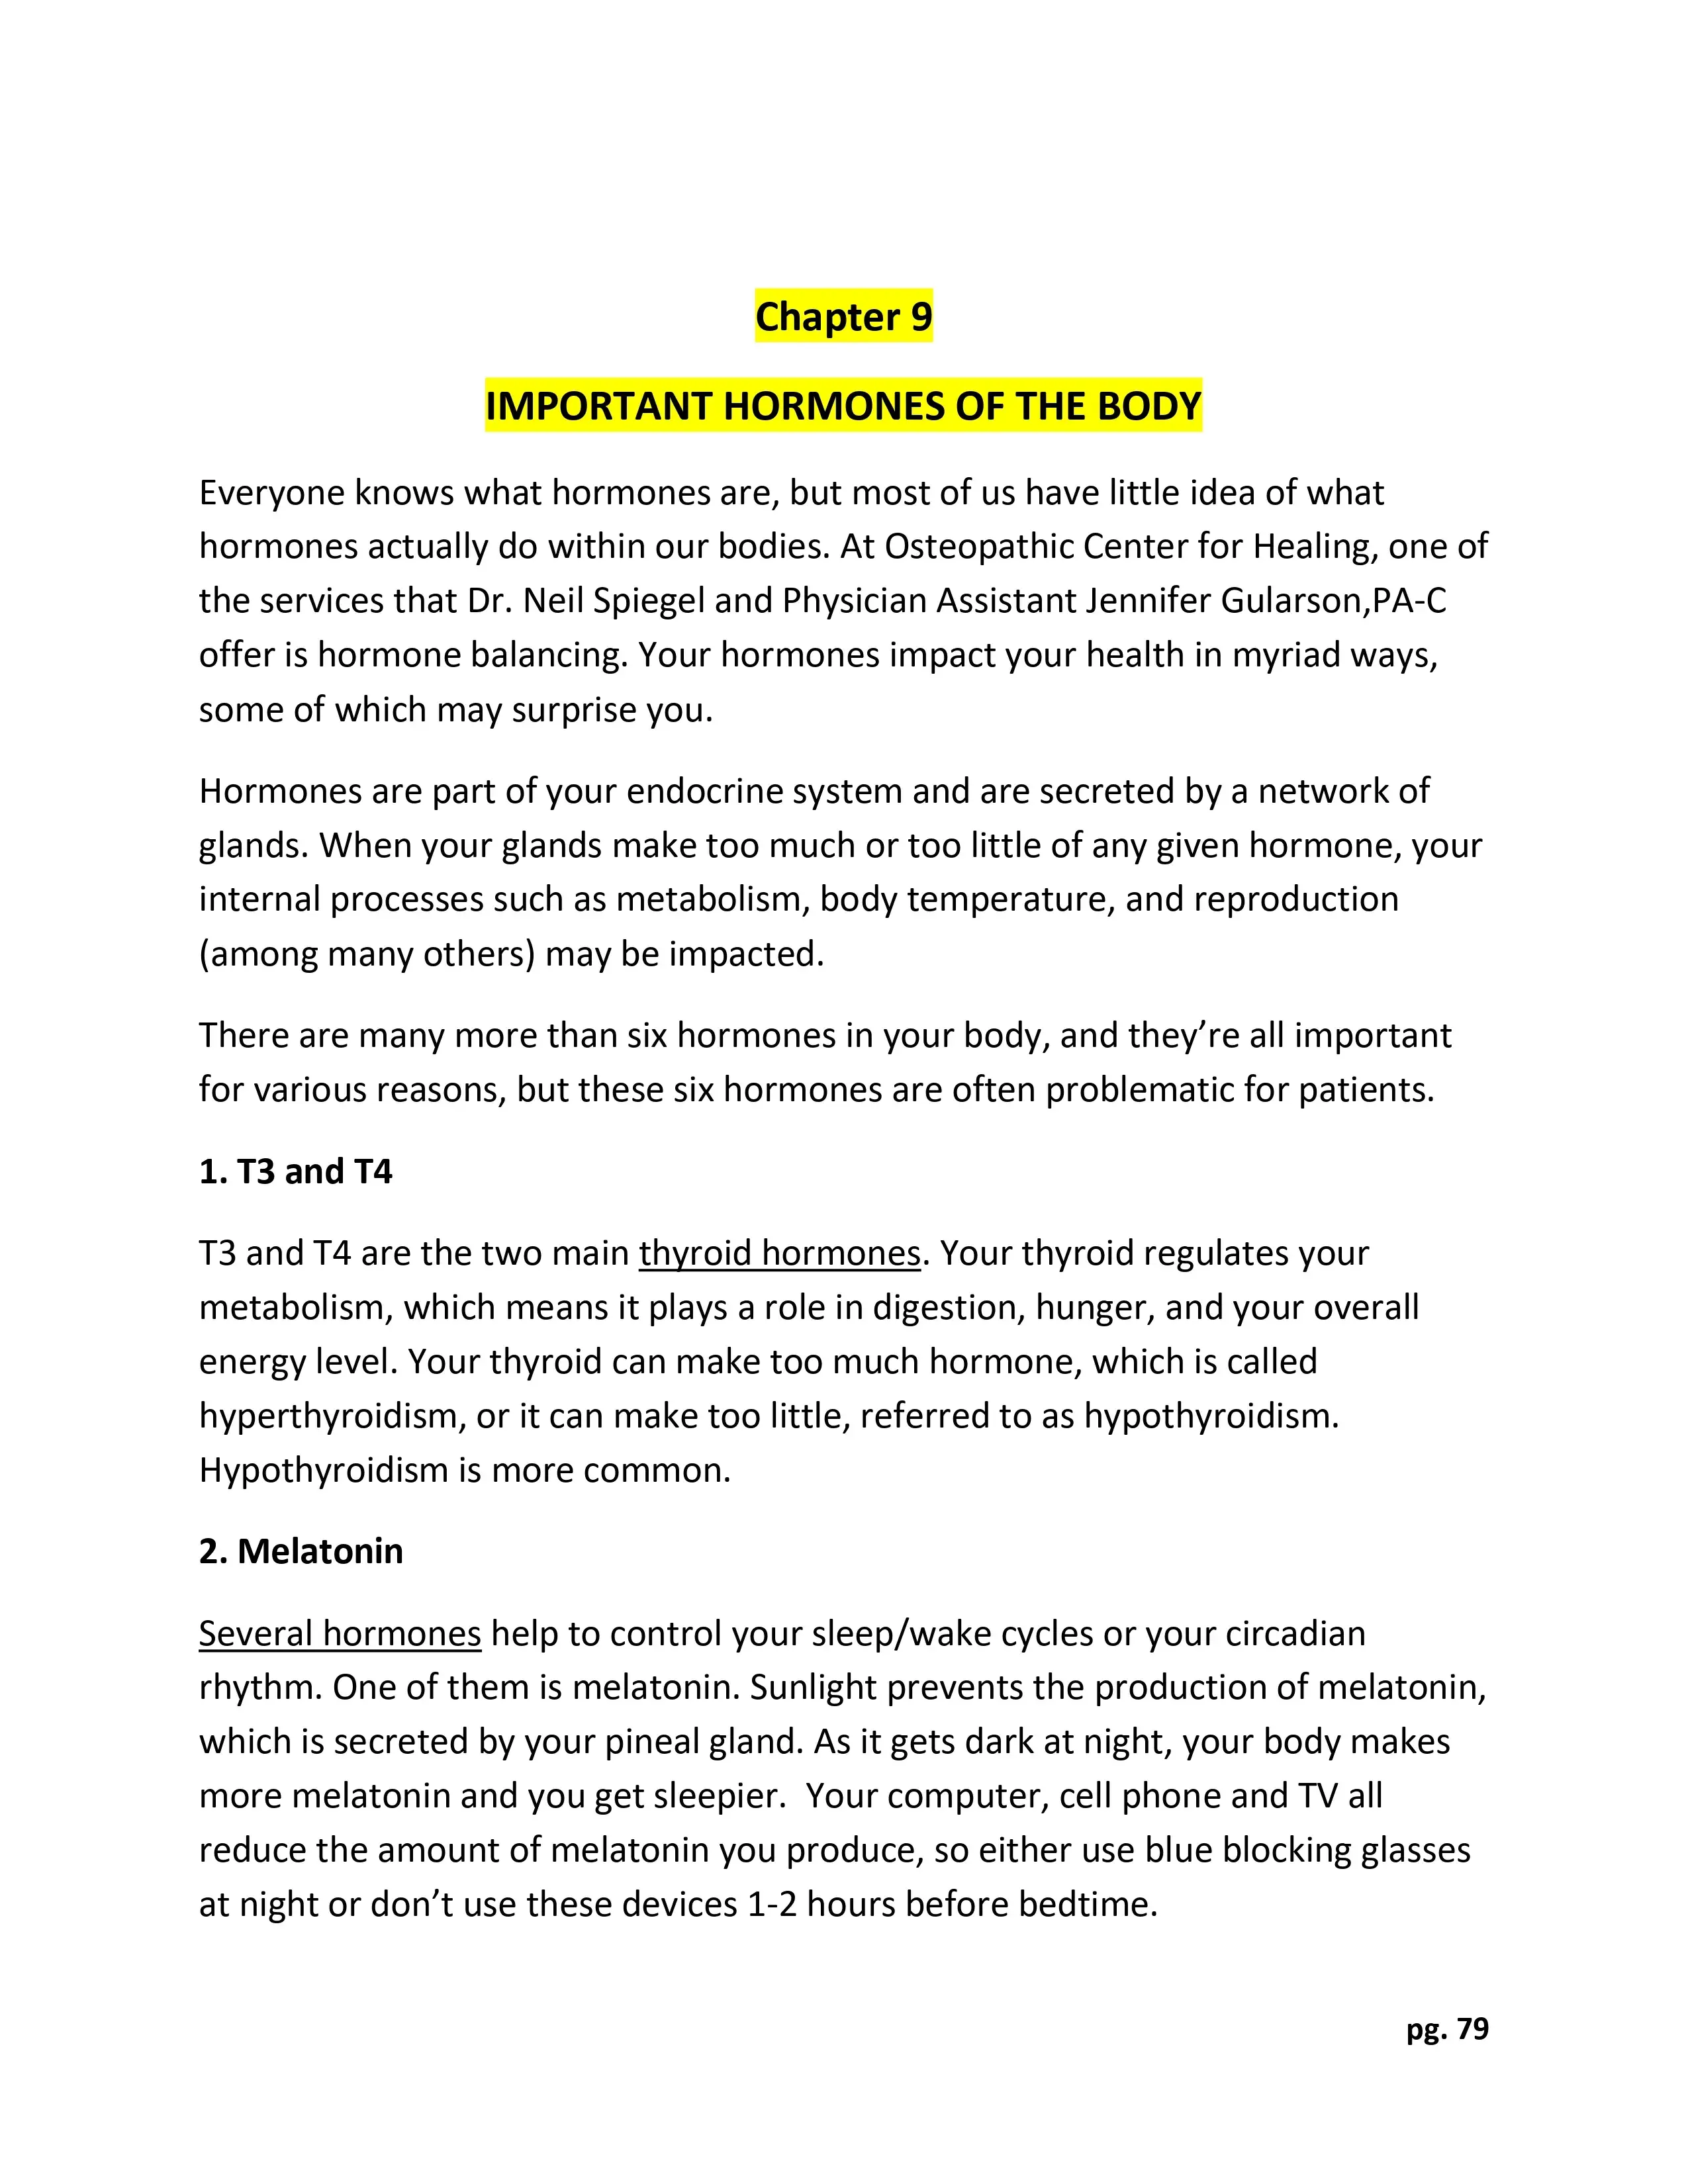 Chapter 9
IMPORTANT HORMONES OF THE BODY
Everyone knows what hormones are, but most of us have little idea of what
hormones actually do within our bodies. At Osteopathic Center for Healing, one of
the services that Dr. Neil Spiegel and Physician Assistant Jennifer Gularson,PA-C
offer is hormone balancing. Your hormones impact your health in myriad ways,
some of which may surprise you.
Hormones are part of your endocrine system and are secreted by a network of
glands. When your glands make too much or too little of any given hormone, your
internal processes such as metabolism, body temperature, and reproduction
(among many others) may be impacted.
There are many more than six hormones in your body, and they’re all important
for various reasons, but these six hormones are often problematic for patients.
1. T3 and T4
T3 and T4 are the two main thyroid hormones. Your thyroid regulates your
metabolism, which means it plays a role in digestion, hunger, and your overall
energy level. Your thyroid can make too much hormone, which is called
hyperthyroidism, or it can make too little, referred to as hypothyroidism.
Hypothyroidism is more common.
2. Melatonin
Several hormones help to control your sleep/wake cycles or your circadian
rhythm. One of them is melatonin. Sunlight prevents the production of melatonin,
which is secreted by your pineal gland. As it gets dark at night, your body makes
more melatonin and you get sleepier.  Your computer, cell phone and TV all
reduce the amount of melatonin you produce, so either use blue blocking glasses
at night or don’t use these devices 1-2 hours before bedtime.
pg. 79